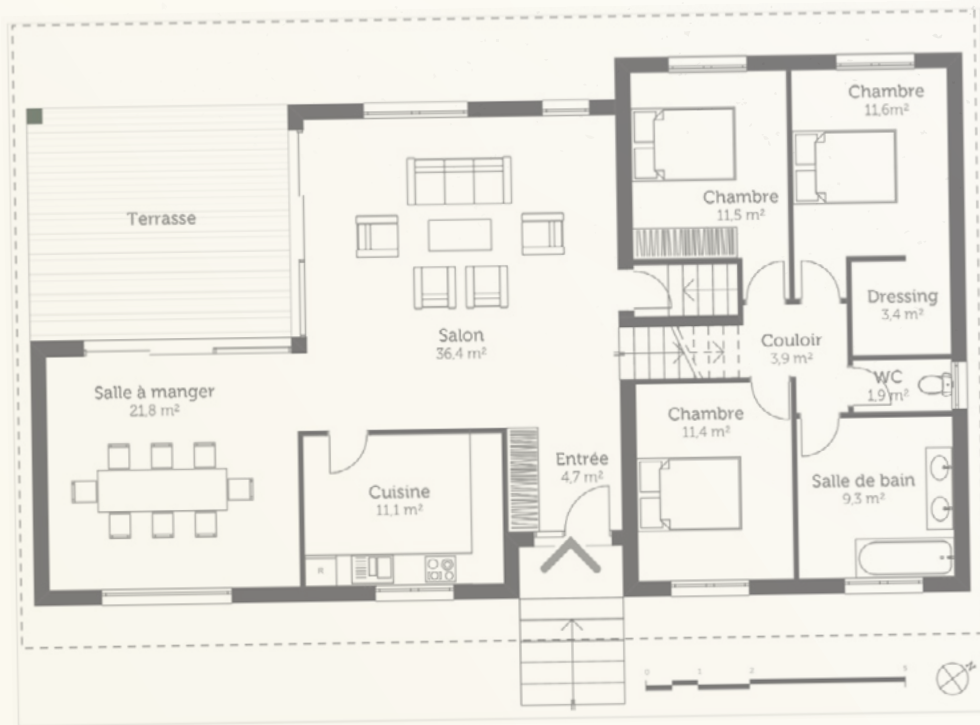 Chambre
11,6m²
Chambre
11,5 m²
Terrasse
Dressing
3,4 m²
Salon
36,4 m²
Couloir
3,9 m²
WC
1,9 m²
Salle à manger
21,8 m²
Chambre
11,4 m²
Entrée
4,7 m²
Cuisine
11,1 m²
Salle de bain
9,3 m²
R
0 1 2 5
N